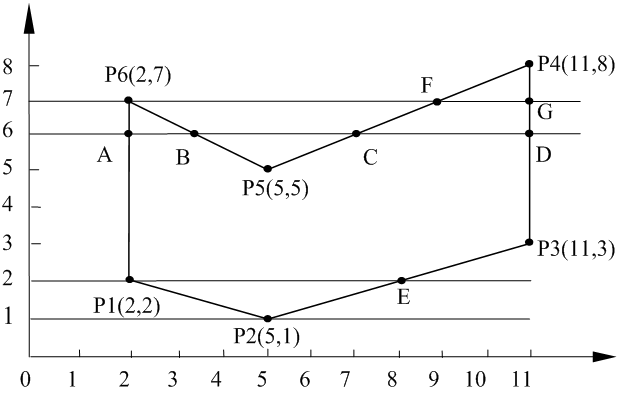 8
P6(2,7)
F
P4(11,8)
7
G
6
A
B
C
D
5
P5(5,5)
4
3
P3(11,3)
2
P1(2,2)
E
1
P2(5,1)
0 1 2 3 4 5 6 7 8 9 10 11